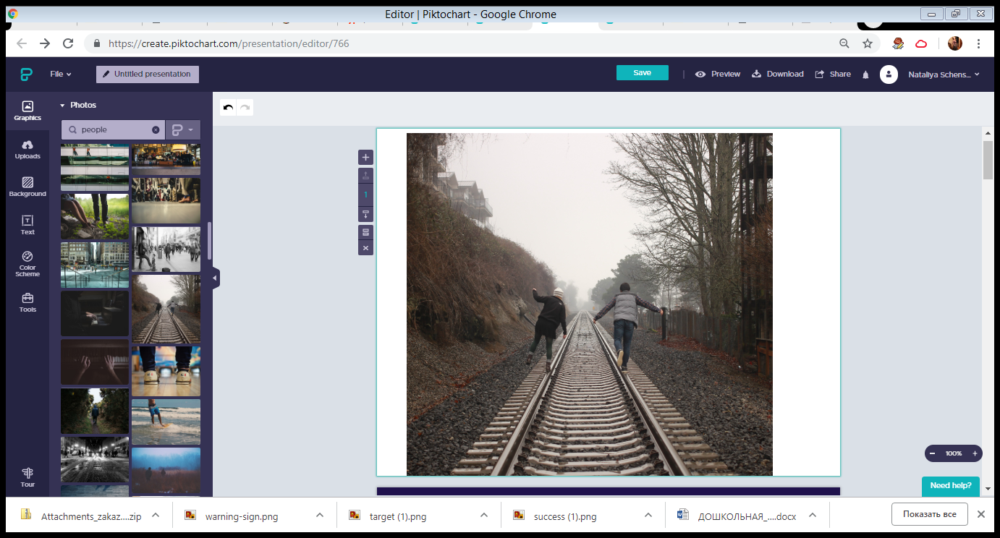 Editor | Piktochart - Google Chrome
https://create.piktochart.com/presentation/editor/766
File
Untitled presentation
Save
Preview
Download
Share
Nataliya Schens...
Graphics
Uploads
Background
Text
Color
Scheme
Tools
Tour
Photos
people
1
100%
Need help?
Attachments_zakaz....zip
warning-sign.png
target (1).png
success (1).png
ДОШКОЛЬНАЯ_....docx
Показать все